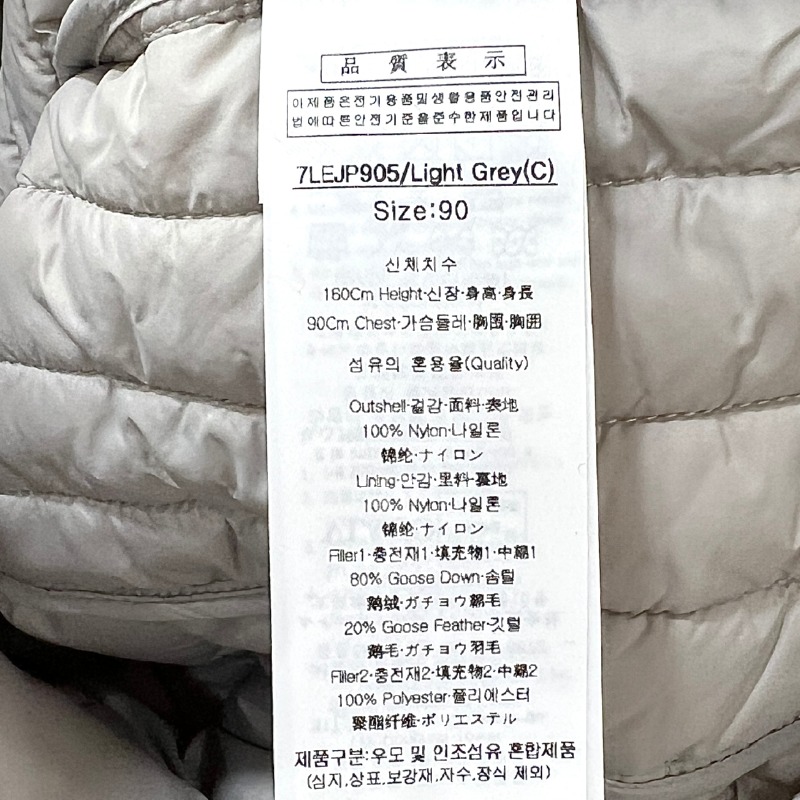 品 質 表 示
이제품은전기용품및생활용품안전관리
법에따른안전기준을준수한제품입니다
7LEJP905/Light Grey(C)
Size:90
신체치수
160Cm Height·신장·身高·身長
90Cm Chest·가슴둘레·胸围·胸囲
섬유의 혼용율(Quality)
Outshell·겉감·面料·表地
100% Nylon·나일론
锦纶·ナイロン
Lining·안감·里料·裏地
100% Nylon·나일론
锦纶·ナイロン
Filler1·충전재1·填充物1·中綿1
80% Goose Down·솜털
鹅绒·ガチョウ綿毛
20% Goose Feather·깃털
鹅毛·ガチョウ羽毛
Filler2·충전재2·填充物2·中綿2
100% Polyester·폴리에스터
聚酯纤维·ポリエステル
제품구분:우모 및 인조섬유 혼합제품
(심지,상표,보강재,자수,장식 제외)